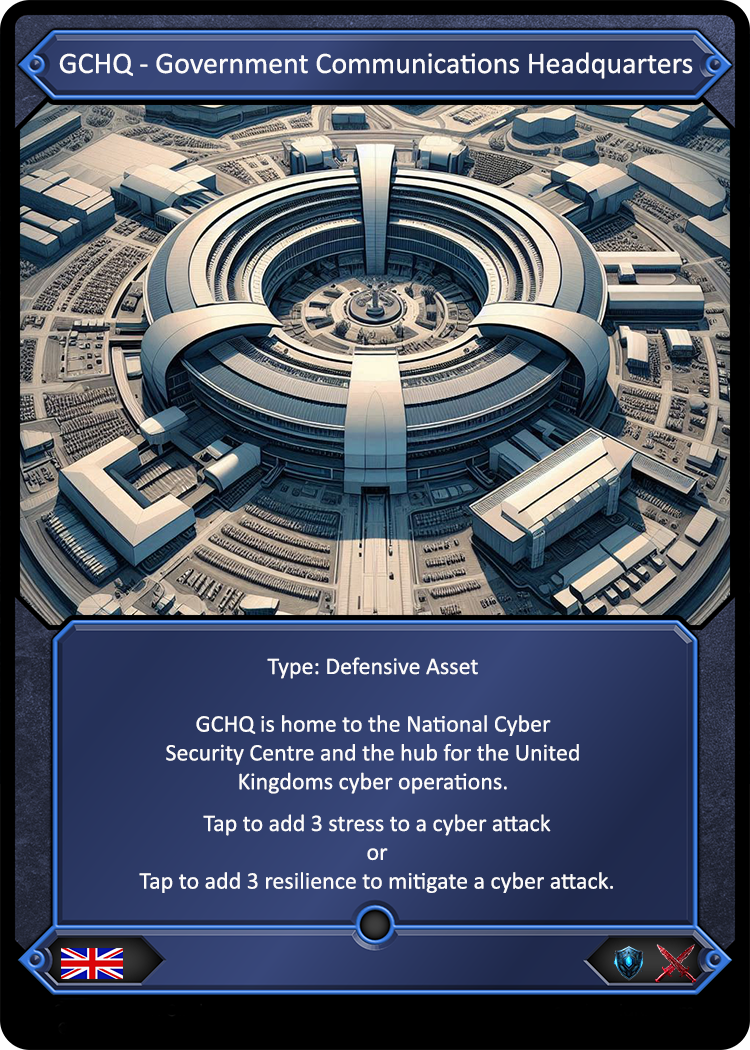 GCHQ - Government Communications Headquarters
Type: Defensive Asset
GCHQ is home to the National Cyber
Security Centre and the hub for the United
Kingdoms cyber operations.
Tap to add 3 stress to a cyber attack
or
Tap to add 3 resilience to mitigate a cyber attack.